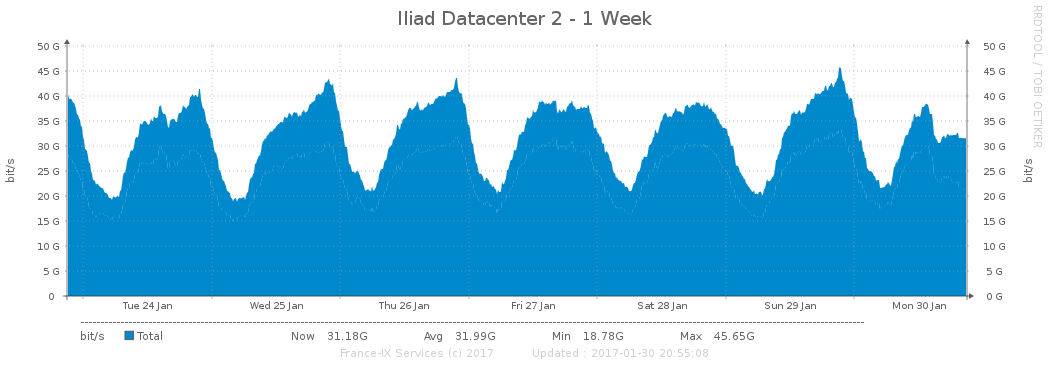 Iliad Datacenter 2 - 1 Week
RRDTOOL / TOBI OETIKER
50 G 50 G
45 G 45 G
40 G 40 G
35 G 35 G
30 G 30 G
25 G 25 G
20 G 20 G
15 G 15 G
10 G 10 G
5 G 5 G
0 0 G
bit/s bit/s
Tue 24 Jan Wed 25 Jan Thu 26 Jan Fri 27 Jan Sat 28 Jan Sun 29 Jan Mon 30 Jan
bit/s Total Now 31.18G Avg 31.99G Min 18.78G Max 45.65G
France-IX Services (c) 2017 Updated : 2017-01-30 20:55:08